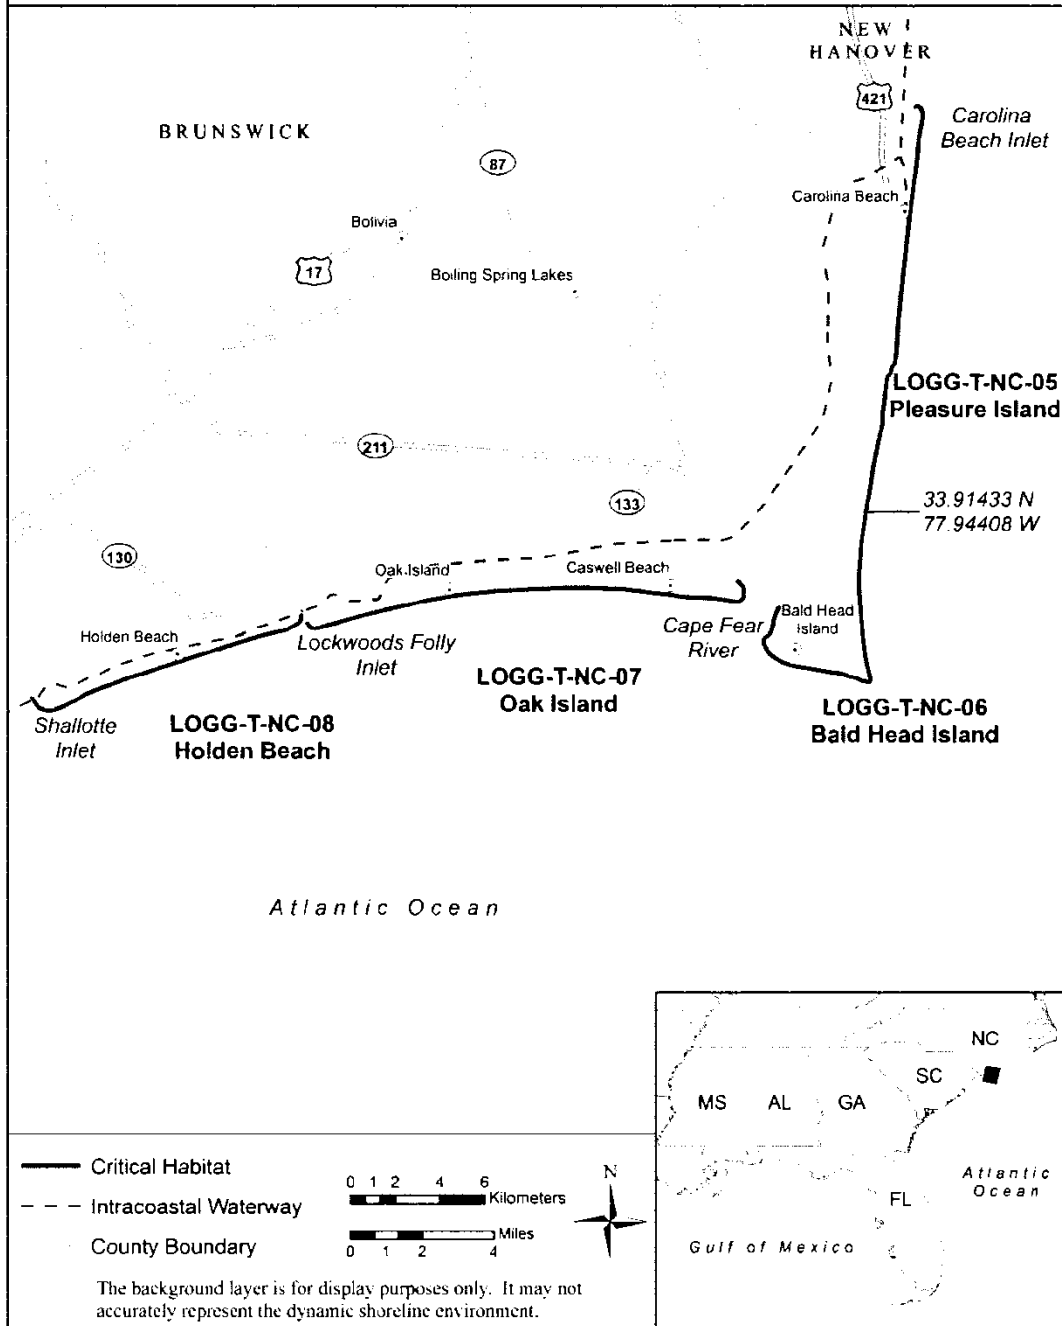 NEW
HANOVER
421
Carolina
Beach Inlet
BRUNSWICK
87
Carolina Beach
Bolivia
17
Boiling Spring Lakes
LOGG-T-NC-05
Pleasure Island
211
133
33.91433 N
77.94408 W
130
Oak Island
Caswell Beach
Holden Beach
Lockwoods Folly
Inlet
Cape Fear
River
Bald Head
Island
LOGG-T-NC-07
Oak Island
LOGG-T-NC-06
Bald Head Island
Shallotte
Inlet
LOGG-T-NC-08
Holden Beach
Atlantic Ocean
NC
SC
MS
AL
GA
FL
Atlantic
Ocean
Gulf of Mexico
Critical Habitat
Intracoastal Waterway
County Boundary
0 1 2 4 6
Kilometers
Miles
0 1 2 4
N
The background layer is for display purposes only. It may not
accurately represent the dynamic shoreline environment.